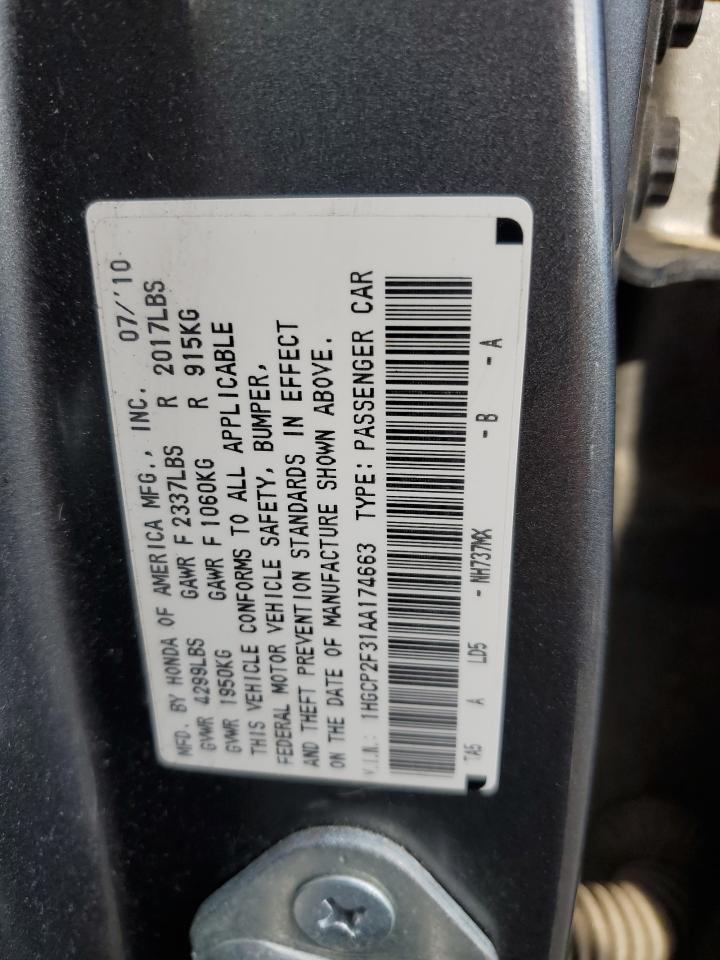 MFD. BY HONDA OF AMERICA MFG., INC. 07/'10
GVWR 4299LBS GAWR F 2337LBS R 2017LBS
GVWR 1950KG GAWR F 1060KG R 915KG
THIS VEHICLE CONFORMS TO ALL APPLICABLE
FEDERAL MOTOR VEHICLE SAFETY, BUMPER,
AND THEFT PREVENTION STANDARDS IN EFFECT
ON THE DATE OF MANUFACTURE SHOWN ABOVE.
V.I.N.: 1HGCP2F31AA174663 TYPE: PASSENGER CAR
TA5 A LD5 - NH737MX - B - A